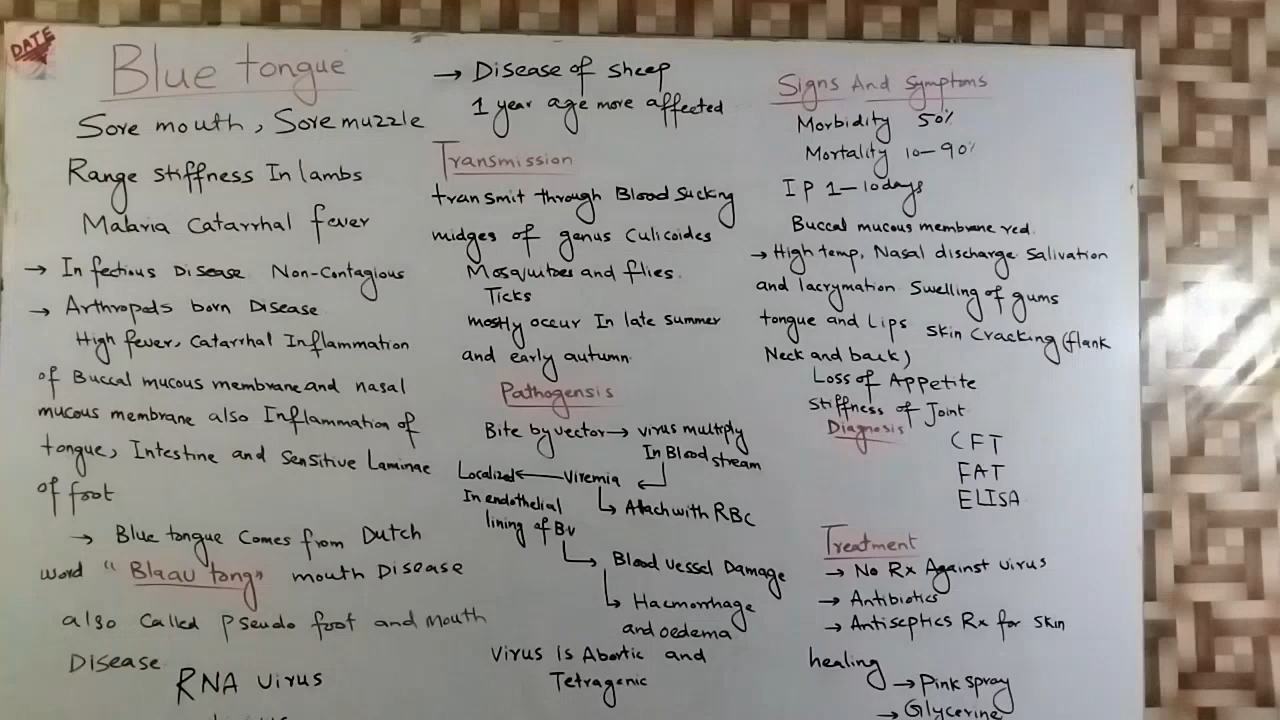 DATE
Blue tongue
Sore mouth, Sore muzzle
Range stiffness In lambs
Malaria Catarrhal fever
→ Infectious Disease Non-Contagious
→ Arthropods born Disease
High fever, Catarrhal Inflammation
of Buccal mucous membrane and nasal
mucous membrane also Inflammation of
tongue, Intestine and Sensitive Laminae
of foot
→ Blue tongue Comes from Dutch
word "Blaau tong" mouth Disease
also Called Pseudo foot and Mouth
Disease
RNA virus
→ Disease of Sheep
1 year age more affected
Transmission
transmit through Blood Sucking
midges of genus Culicoides
Mosquitoes and flies.
Ticks
mostly occur In late summer
and early autumn.
Pathogensis
Bite by vector → virus multiply
In Blood stream
Localized ← Viremia ←
In endothelial
lining of BV
↳ Attach with RBC
↳ Blood Vessel Damage
↳ Haemorrhage
and oedema
Virus Is Abortic and
Tetragenic
Signs And Symptoms
Morbidity 50%
Mortality 10-90%
I P 1-10 days
Buccal mucous membrane red.
→ High temp, Nasal discharge Salivation
and lacrymation Swelling of gums
tongue and Lips Skin Cracking (flank
Neck and back)
Loss of Appetite
Stiffness of Joint
Diagnosis
CFT
FAT
ELISA
Treatment
→ No Rx Against virus
→ Antibiotics
→ Antiseptics Rx for Skin
healing
→ Pink spray
→ Glycerine